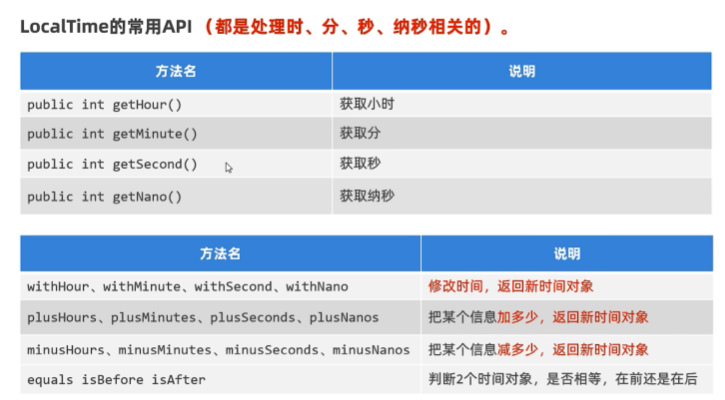 LocalTime的常用API（都是处理时、分、秒、纳秒相关的）。
方法名 说明
public int getHour() 获取小时
public int getMinute() 获取分
public int getSecond() 获取秒
public int getNano() 获取纳秒
方法名 说明
withHour、withMinute、withSecond、withNano 修改时间，返回新时间对象
plusHours、plusMinutes、plusSeconds、plusNanos 把某个信息加多少，返回新时间对象
minusHours、minusMinutes、minusSeconds、minusNanos 把某个信息减多少，返回新时间对象
equals isBefore isAfter 判断2个时间对象，是否相等，在前还是在后